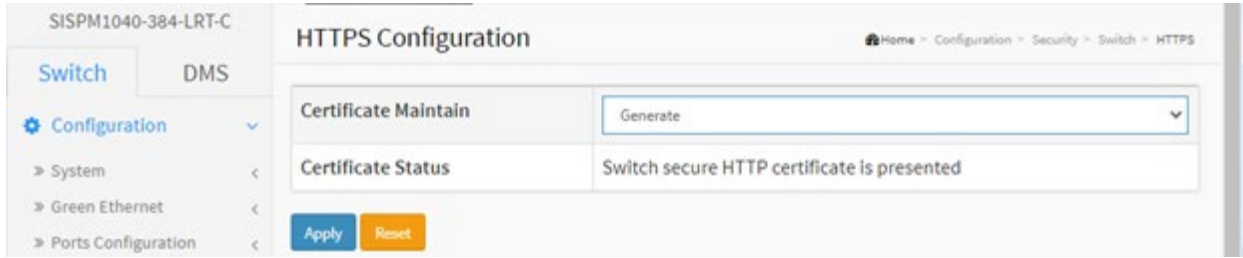 SISPM1040-384-LRT-C
Switch DMS
Configuration
System
Green Ethernet
Ports Configuration
HTTPS Configuration
Home > Configuration > Security > Switch > HTTPS
Certificate Maintain Generate
Certificate Status Switch secure HTTP certificate is presented
Apply Reset